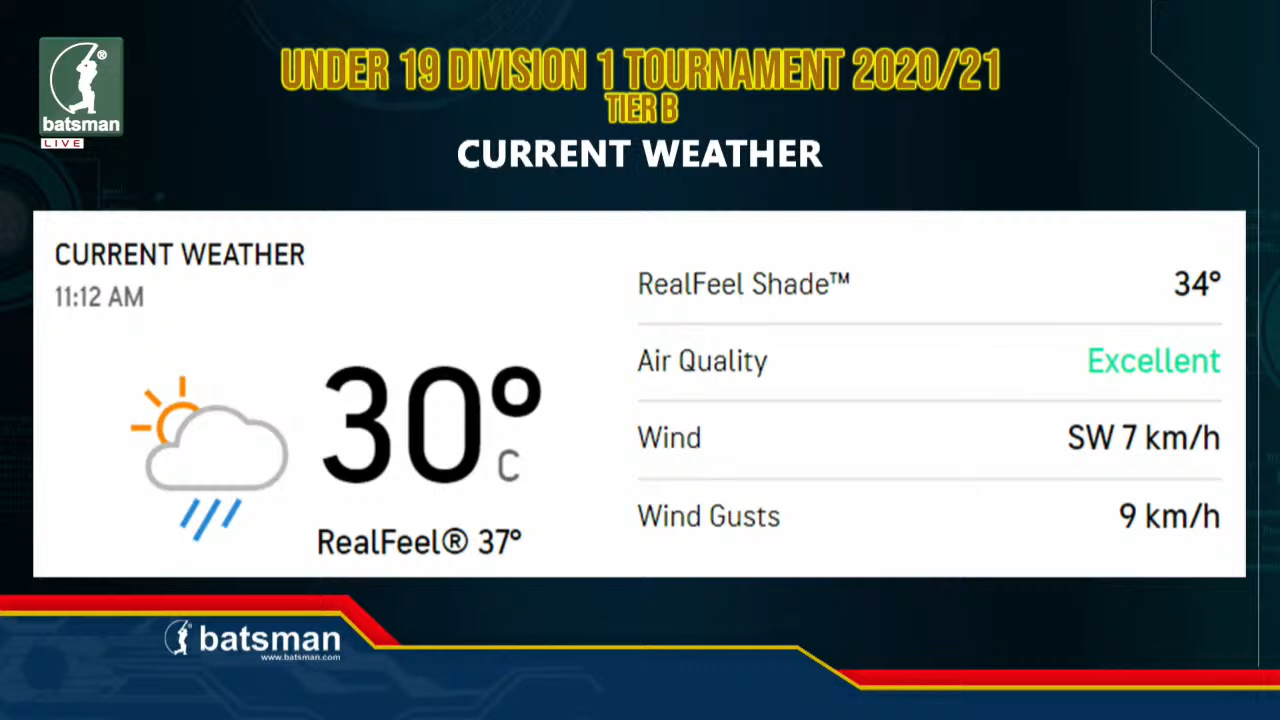 UNDER 19 DIVISION 1 TOURNAMENT 2020/21
TIER B
CURRENT WEATHER
batsman
LIVE
CURRENT WEATHER
11:12 AM
30°
C
RealFeel® 37°
RealFeel Shade™ 34°
Air Quality Excellent
Wind SW 7 km/h
Wind Gusts 9 km/h
batsman
www.batsman.com